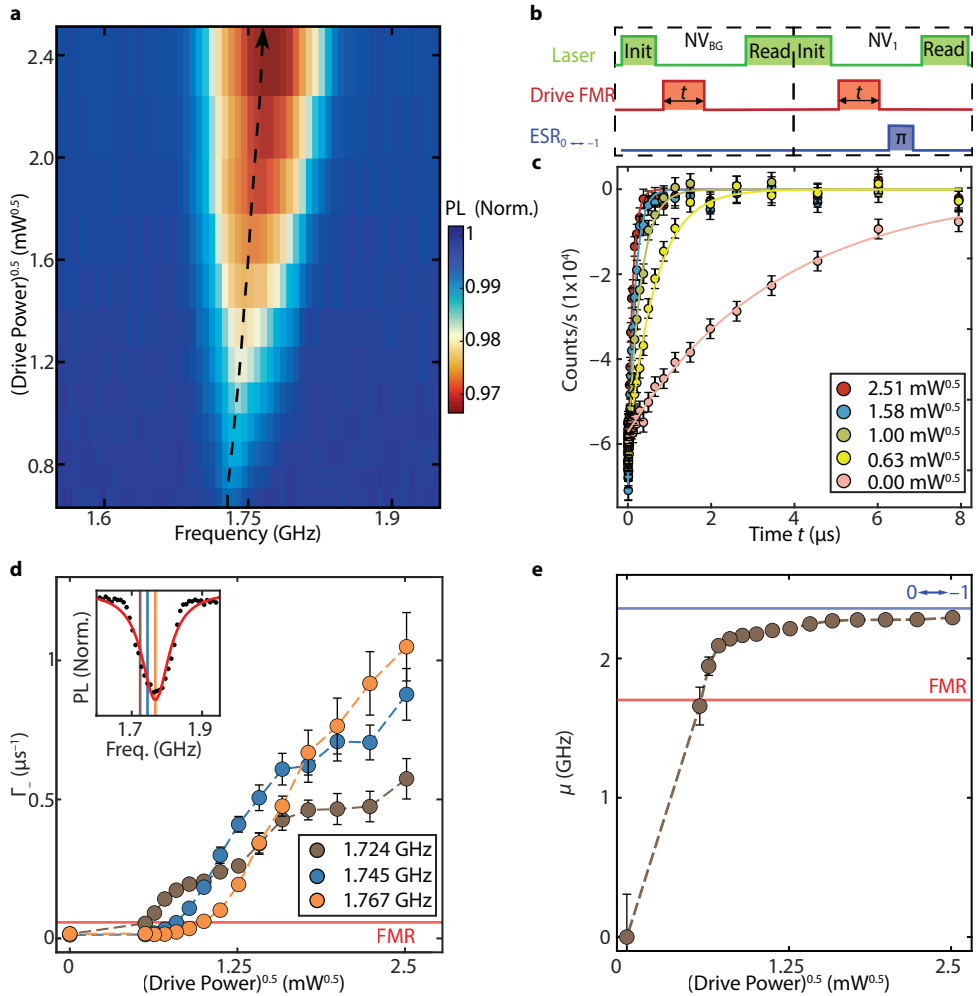 a
2.4
2.0
1.6
1.2
0.8
(Drive Power)^0.5 (mW^0.5)
1.6
1.75
1.9
Frequency (GHz)
PL (Norm.)
1
0.99
0.98
0.97
b
NV_BG
NV_1
Laser
Init
Read
Init
Read
Drive FMR
t
t
ESR_0↔−1
π
c
0
−2
−4
−6
Counts/s (1x10^4)
2.51 mW^0.5
1.58 mW^0.5
1.00 mW^0.5
0.63 mW^0.5
0.00 mW^0.5
0
2
4
6
8
Time t (μs)
d
1
0.5
0
Γ_− (μs^−1)
PL (Norm.)
1.7
1.9
Freq. (GHz)
1.724 GHz
1.745 GHz
1.767 GHz
FMR
0
1.25
2.5
(Drive Power)^0.5 (mW^0.5)
e
0↔−1
2
1
0
μ (GHz)
FMR
0
1.25
2.5
(Drive Power)^0.5 (mW^0.5)